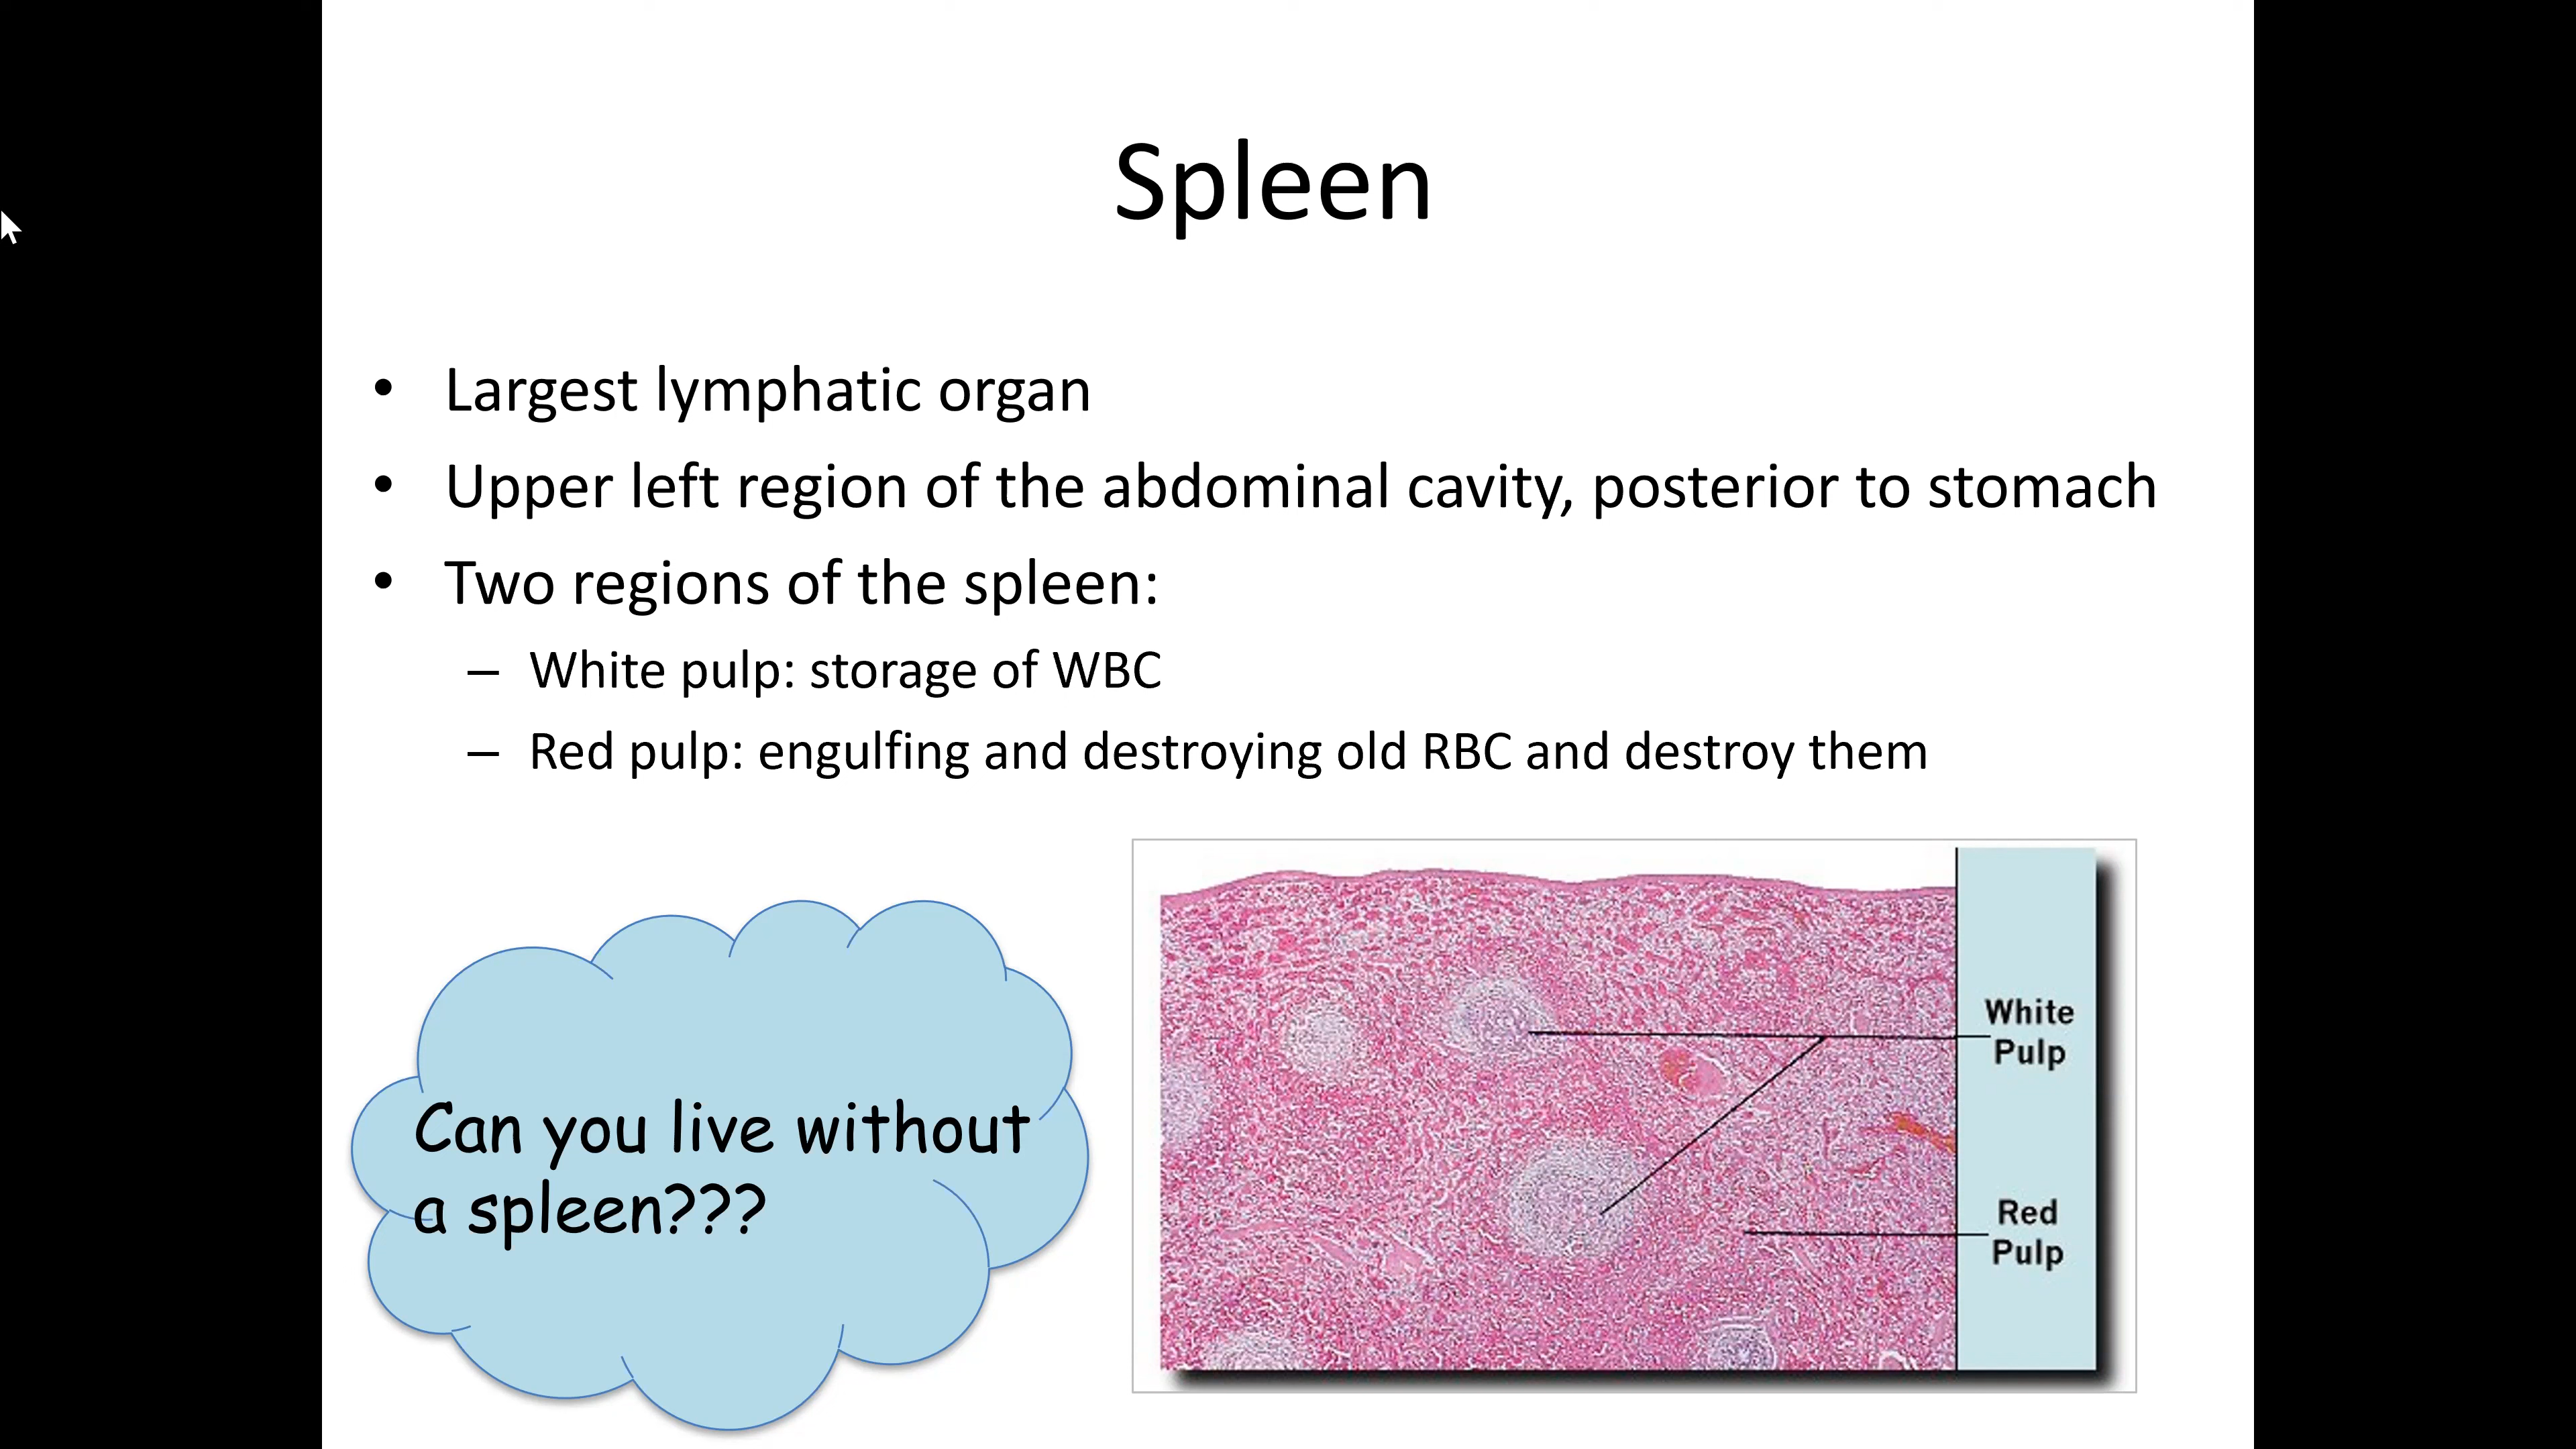 Spleen
• Largest lymphatic organ
• Upper left region of the abdominal cavity, posterior to stomach
• Two regions of the spleen:
– White pulp: storage of WBC
– Red pulp: engulfing and destroying old RBC and destroy them
Can you live without
a spleen???
White
Pulp
Red
Pulp